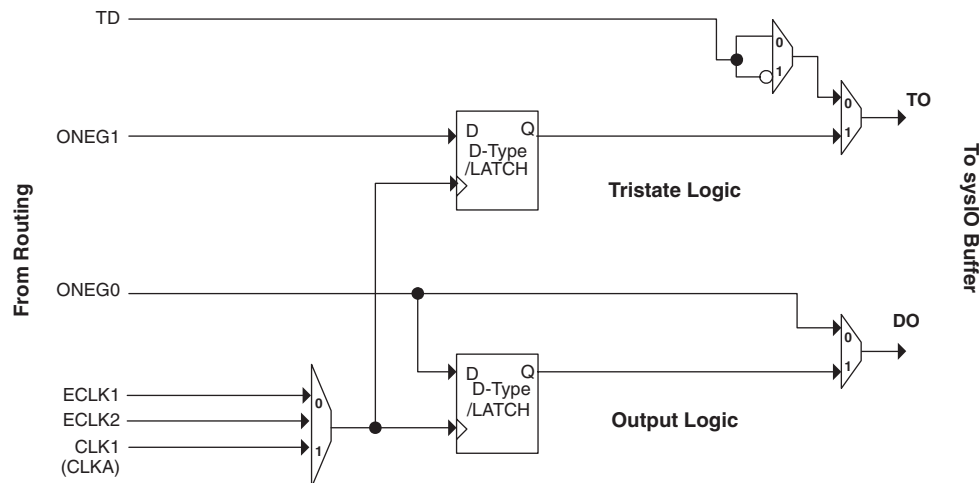 TD
0
1
TO
0
1
ONEG1
D Q
D-Type
/LATCH
Tristate Logic
From Routing
To sysIO Buffer
ONEG0
DO
0
1
D Q
D-Type
/LATCH
Output Logic
ECLK1
0
ECLK2
CLK1
1
(CLKA)